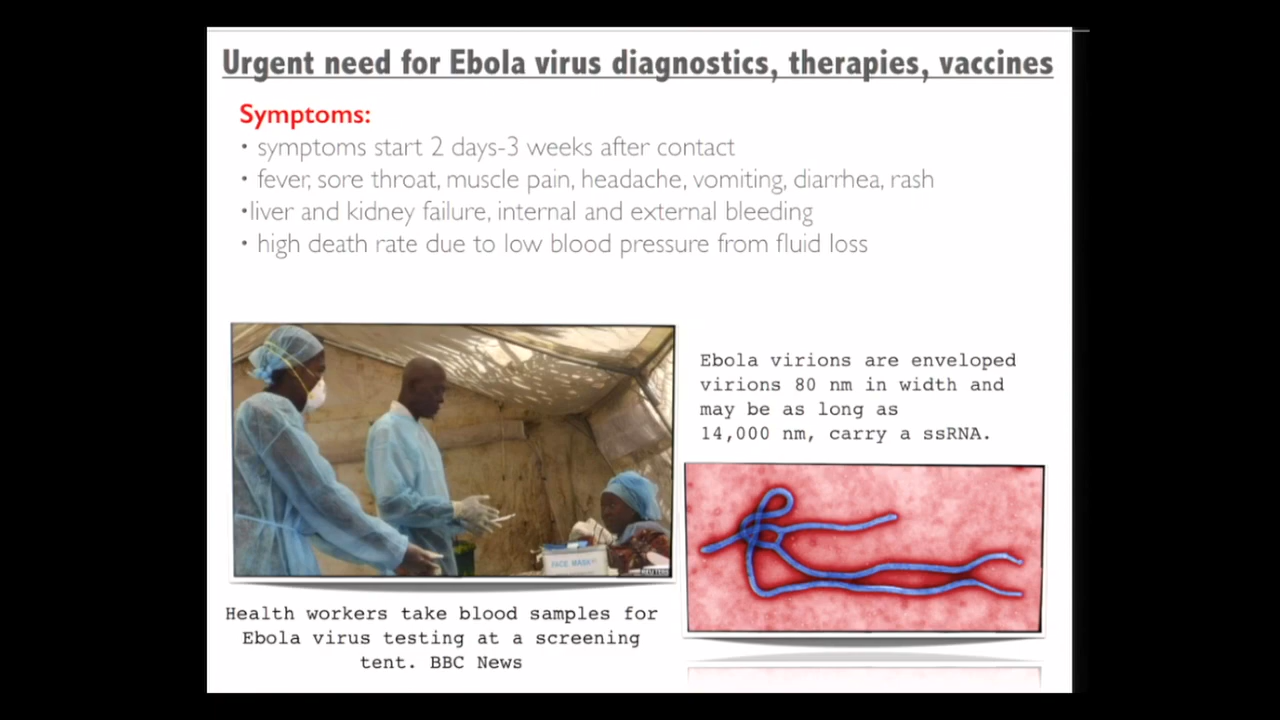 Urgent need for Ebola virus diagnostics, therapies, vaccines
Symptoms:
• symptoms start 2 days-3 weeks after contact
• fever, sore throat, muscle pain, headache, vomiting, diarrhea, rash
•liver and kidney failure, internal and external bleeding
• high death rate due to low blood pressure from fluid loss
Ebola virions are enveloped
virions 80 nm in width and
may be as long as
14,000 nm, carry a ssRNA.
FACE MASK
REUTERS
Health workers take blood samples for
Ebola virus testing at a screening
tent. BBC News